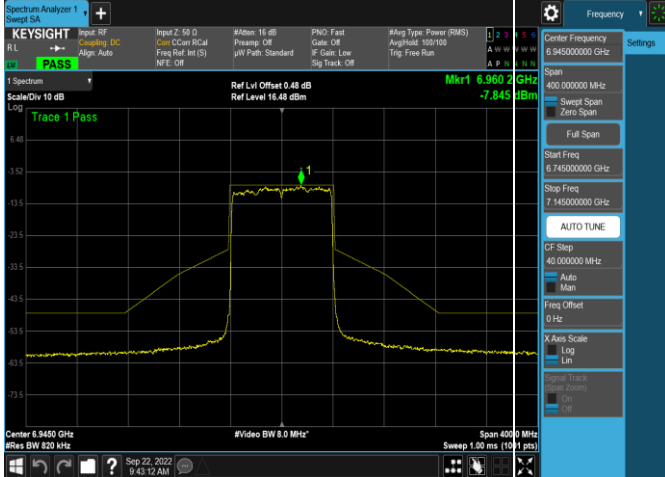 Spectrum Analyzer 1
Swept SA
+
Frequency
KEYSIGHT
Input: RF
Input Z: 50 Ω
#Atten: 16 dB
PNO: Fast
#Avg Type: Power (RMS)
1 2 3 4 5 6
RL
Coupling: DC
Corr CCorr RCal
Preamp: Off
Gate: Off
Avg|Hold: 100/100
A W W W W W
Align: Auto
Freq Ref: Int (S)
µW Path: Standard
IF Gain: Low
Trig: Free Run
LV
PASS
NFE: Off
Sig Track: Off
A P N N N N
1 Spectrum
Scale/Div 10 dB
Ref Lvl Offset 0.48 dB
Ref Level 16.48 dBm
Mkr1 6.960 2 GHz
-7.845 dBm
Log
Trace 1 Pass
6.48
1
-3.52
-13.5
-23.5
-33.5
-43.5
-53.5
-63.5
-73.5
Center 6.9450 GHz
#Video BW 8.0 MHz*
Span 400.0 MHz
#Res BW 820 kHz
Sweep 1.00 ms (1001 pts)
?
Sep 22, 2022
9:43:12 AM
Center Frequency
6.945000000 GHz
Settings
Span
400.000000 MHz
Swept Span
Zero Span
Full Span
Start Freq
6.745000000 GHz
Stop Freq
7.145000000 GHz
AUTO TUNE
CF Step
40.000000 MHz
Auto
Man
Freq Offset
0 Hz
X Axis Scale
Log
Lin
Signal Track
(Span Zoom)
On
Off